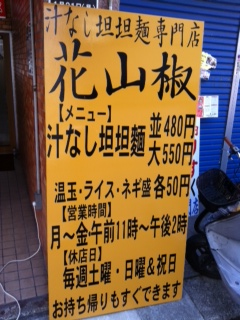 汁なし担担麺専門店
花山椒
【メニュー】
汁なし担担麺 並480円
大550円
温玉・ライス・ネギ盛 各50円
【営業時間】
月～金午前11時～午後2時
【休店日】
毎週土曜・日曜＆祝日
お持ち帰りもすぐできます